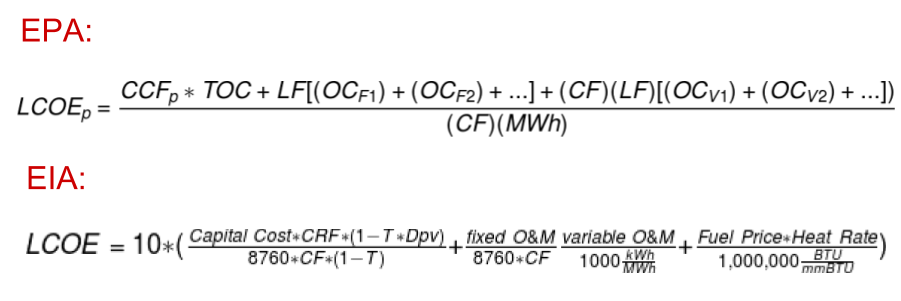 EPA:
LCOE_p = \frac{CCF_p * TOC + LF[(OC_{F1}) + (OC_{F2}) + ...] + (CF)(LF)[(OC_{V1}) + (OC_{V2}) + ...])}{(CF)(MWh)}
EIA:
LCOE = 10*(\frac{Capital Cost*CRF*(1-T*Dpv)}{8760*CF*(1-T)} + \frac{fixed O&M}{8760*CF} \frac{variable O&M}{1000\frac{kWh}{MWh}} + \frac{Fuel Price*Heat Rate}{1,000,000\frac{BTU}{mmBTU}})